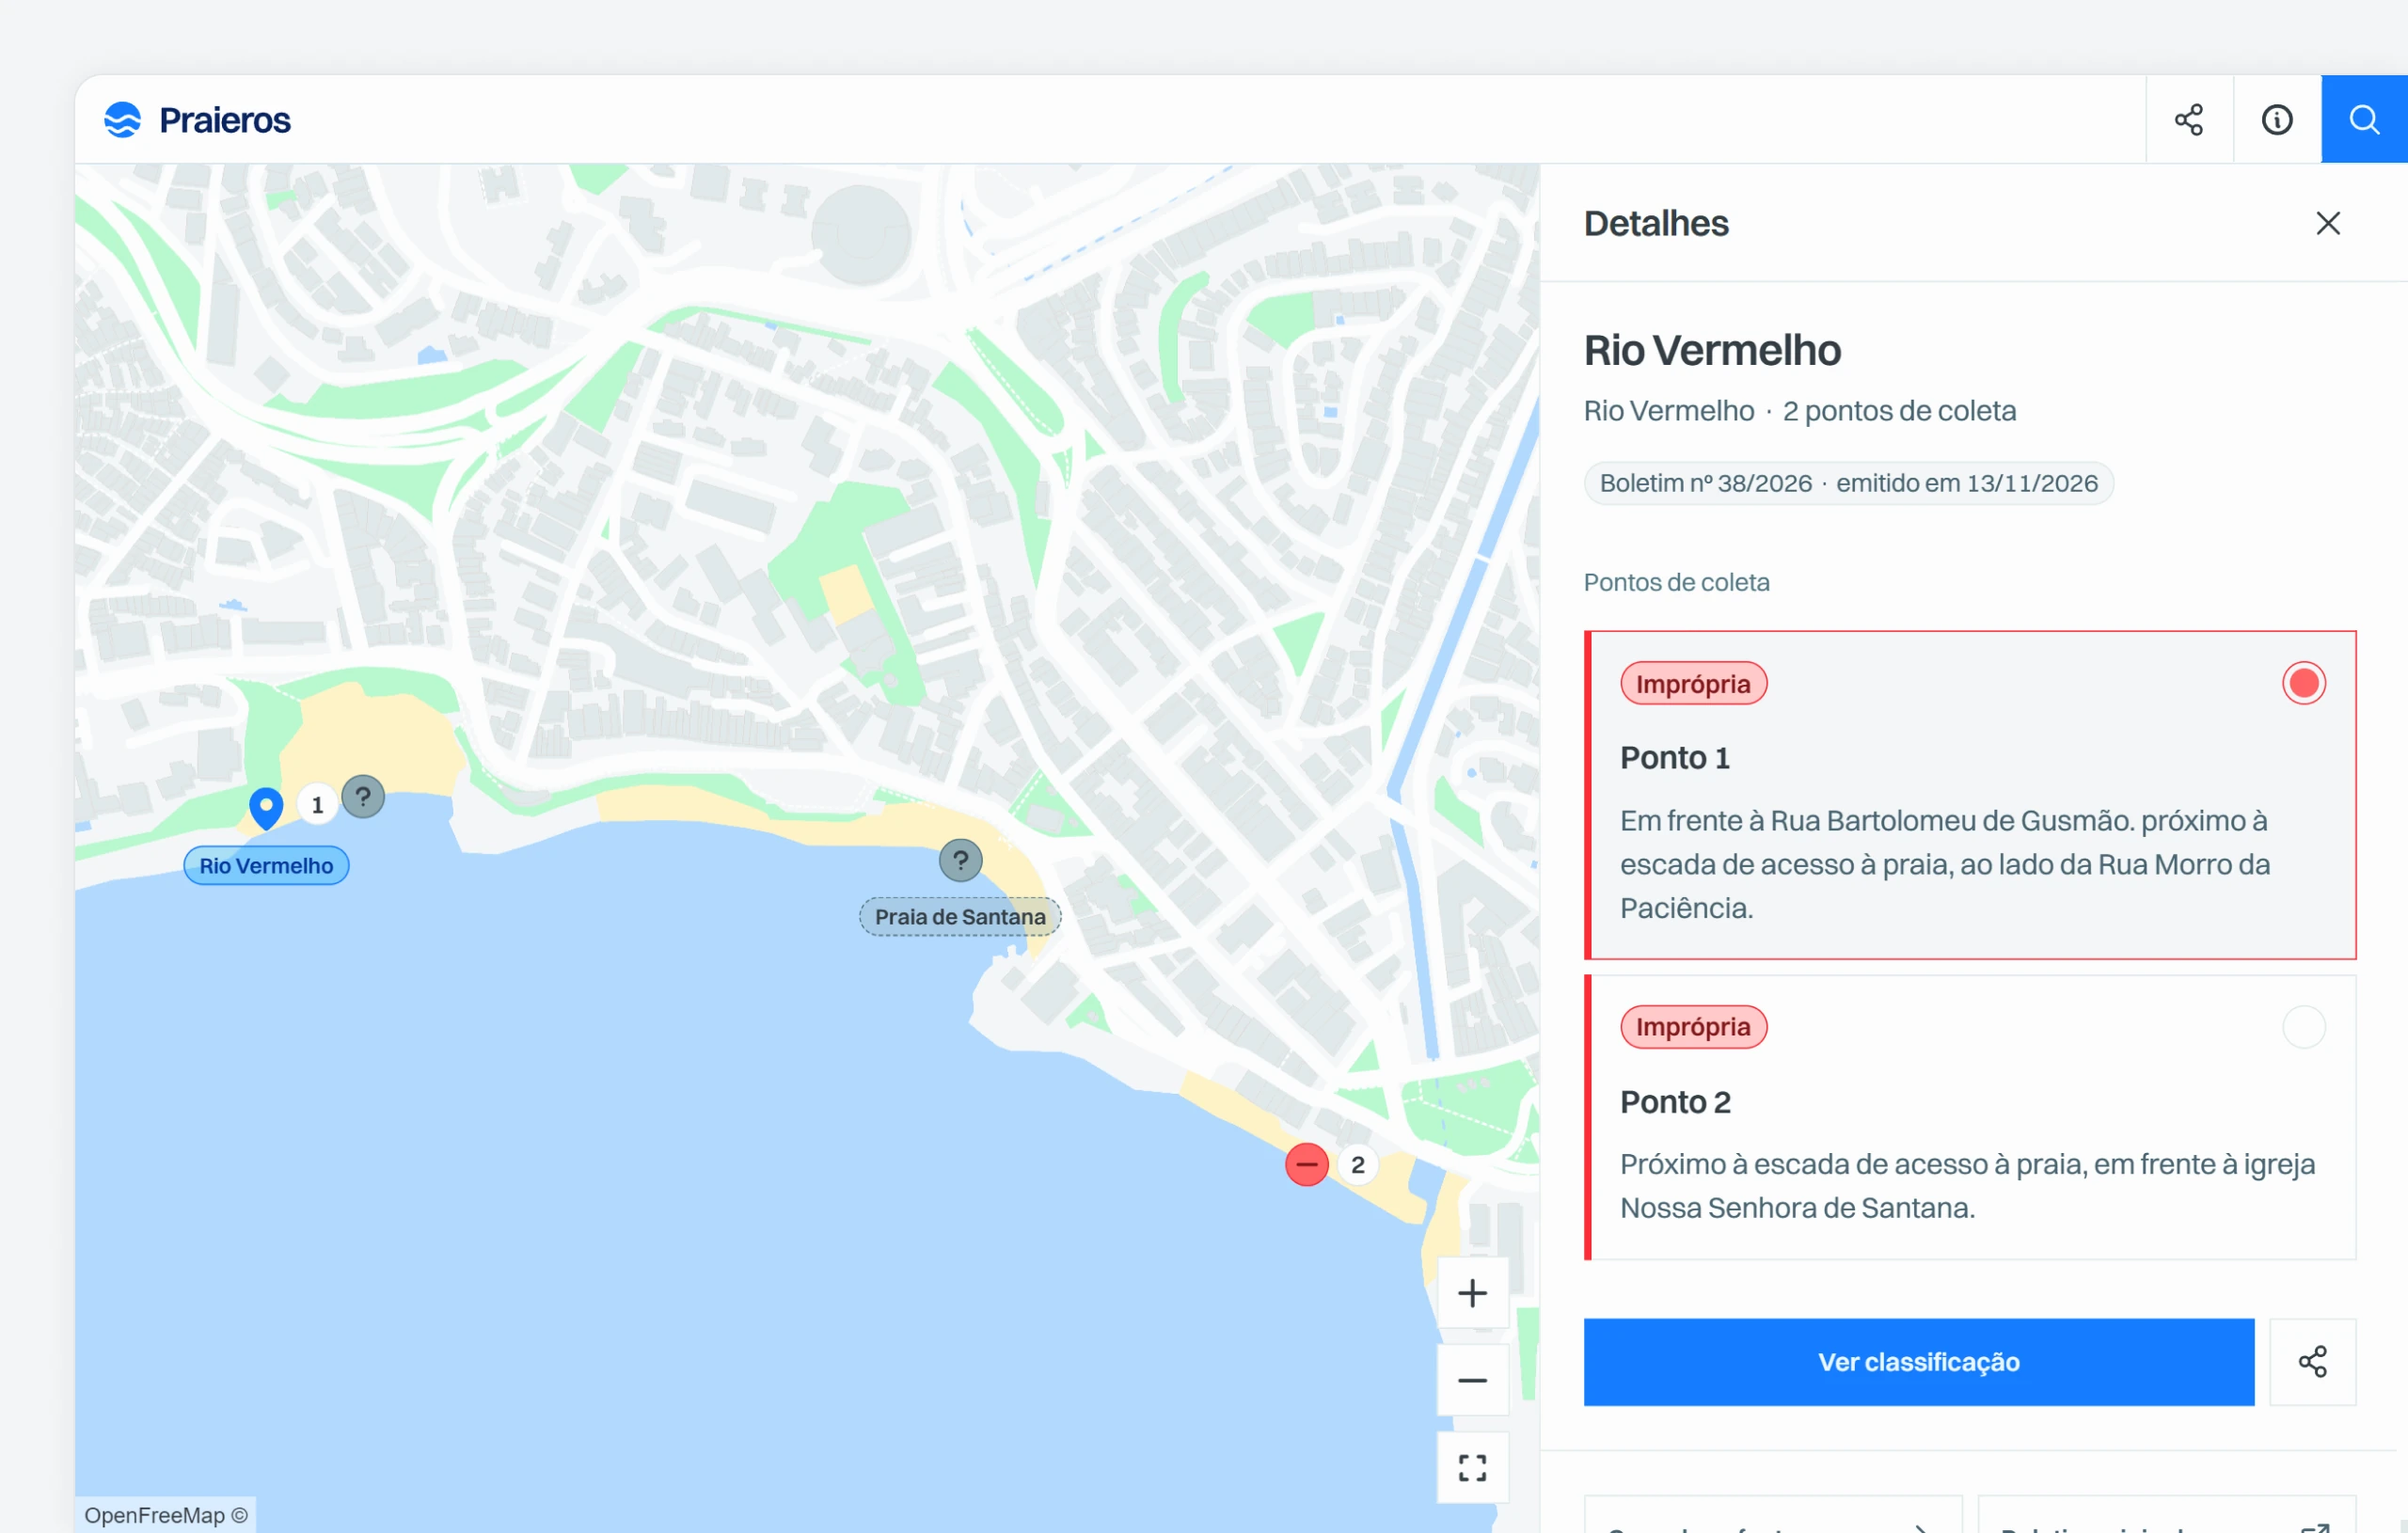 Praieros
Detalhes
Rio Vermelho
Rio Vermelho · 2 pontos de coleta
Boletim nº 38/2026 · emitido em 13/11/2026
Pontos de coleta
Imprópria
Ponto 1
Em frente à Rua Bartolomeu de Gusmão. próximo à
escada de acesso à praia, ao lado da Rua Morro da
Paciência.
Imprópria
Ponto 2
Próximo à escada de acesso à praia, em frente à igreja
Nossa Senhora de Santana.
Ver classificação
1
?
Rio Vermelho
?
Praia de Santana
2
OpenFreeMap ©